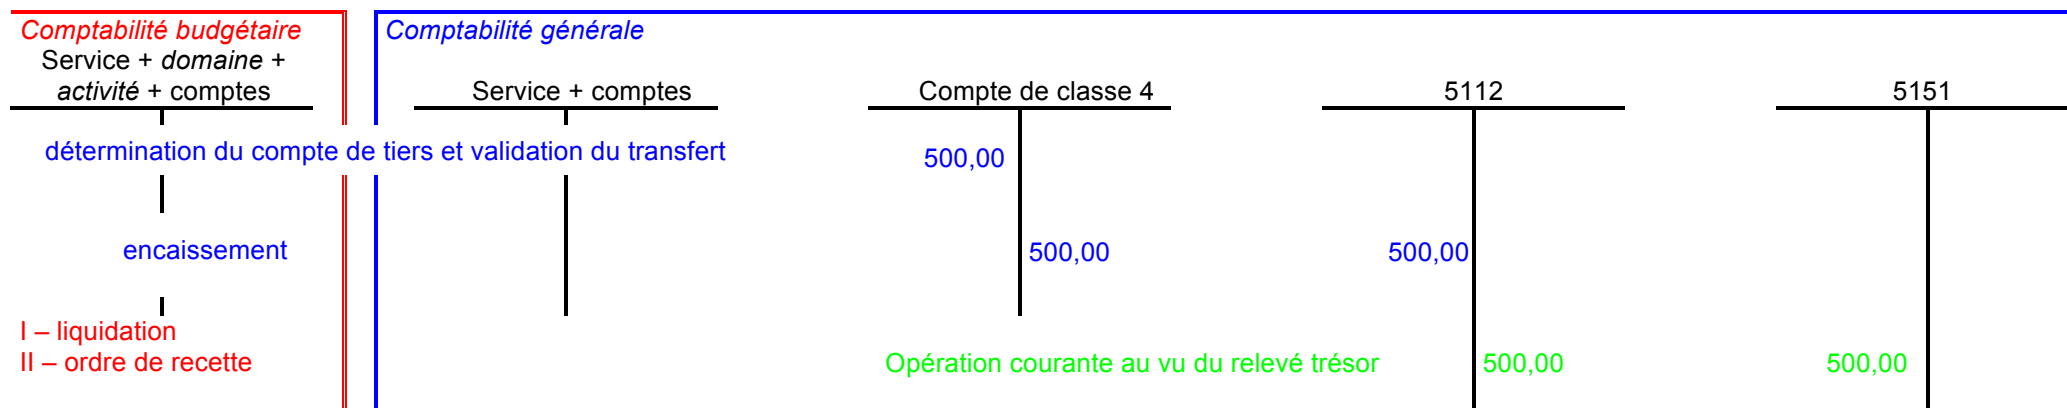 Comptabilité budgétaire
Comptabilité générale
Service + domaine +
activité + comptes
Service + comptes
Compte de classe 4
5112
5151
détermination du compte de tiers et validation du transfert
500,00
encaissement
500,00
500,00
I – liquidation
II – ordre de recette
Opération courante au vu du relevé trésor
500,00
500,00